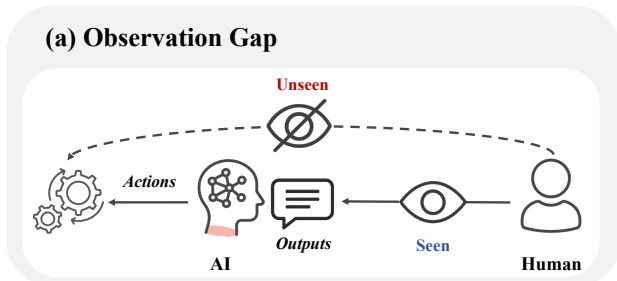 (a) Observation Gap
Unseen
Actions
Outputs
Seen
AI
Human